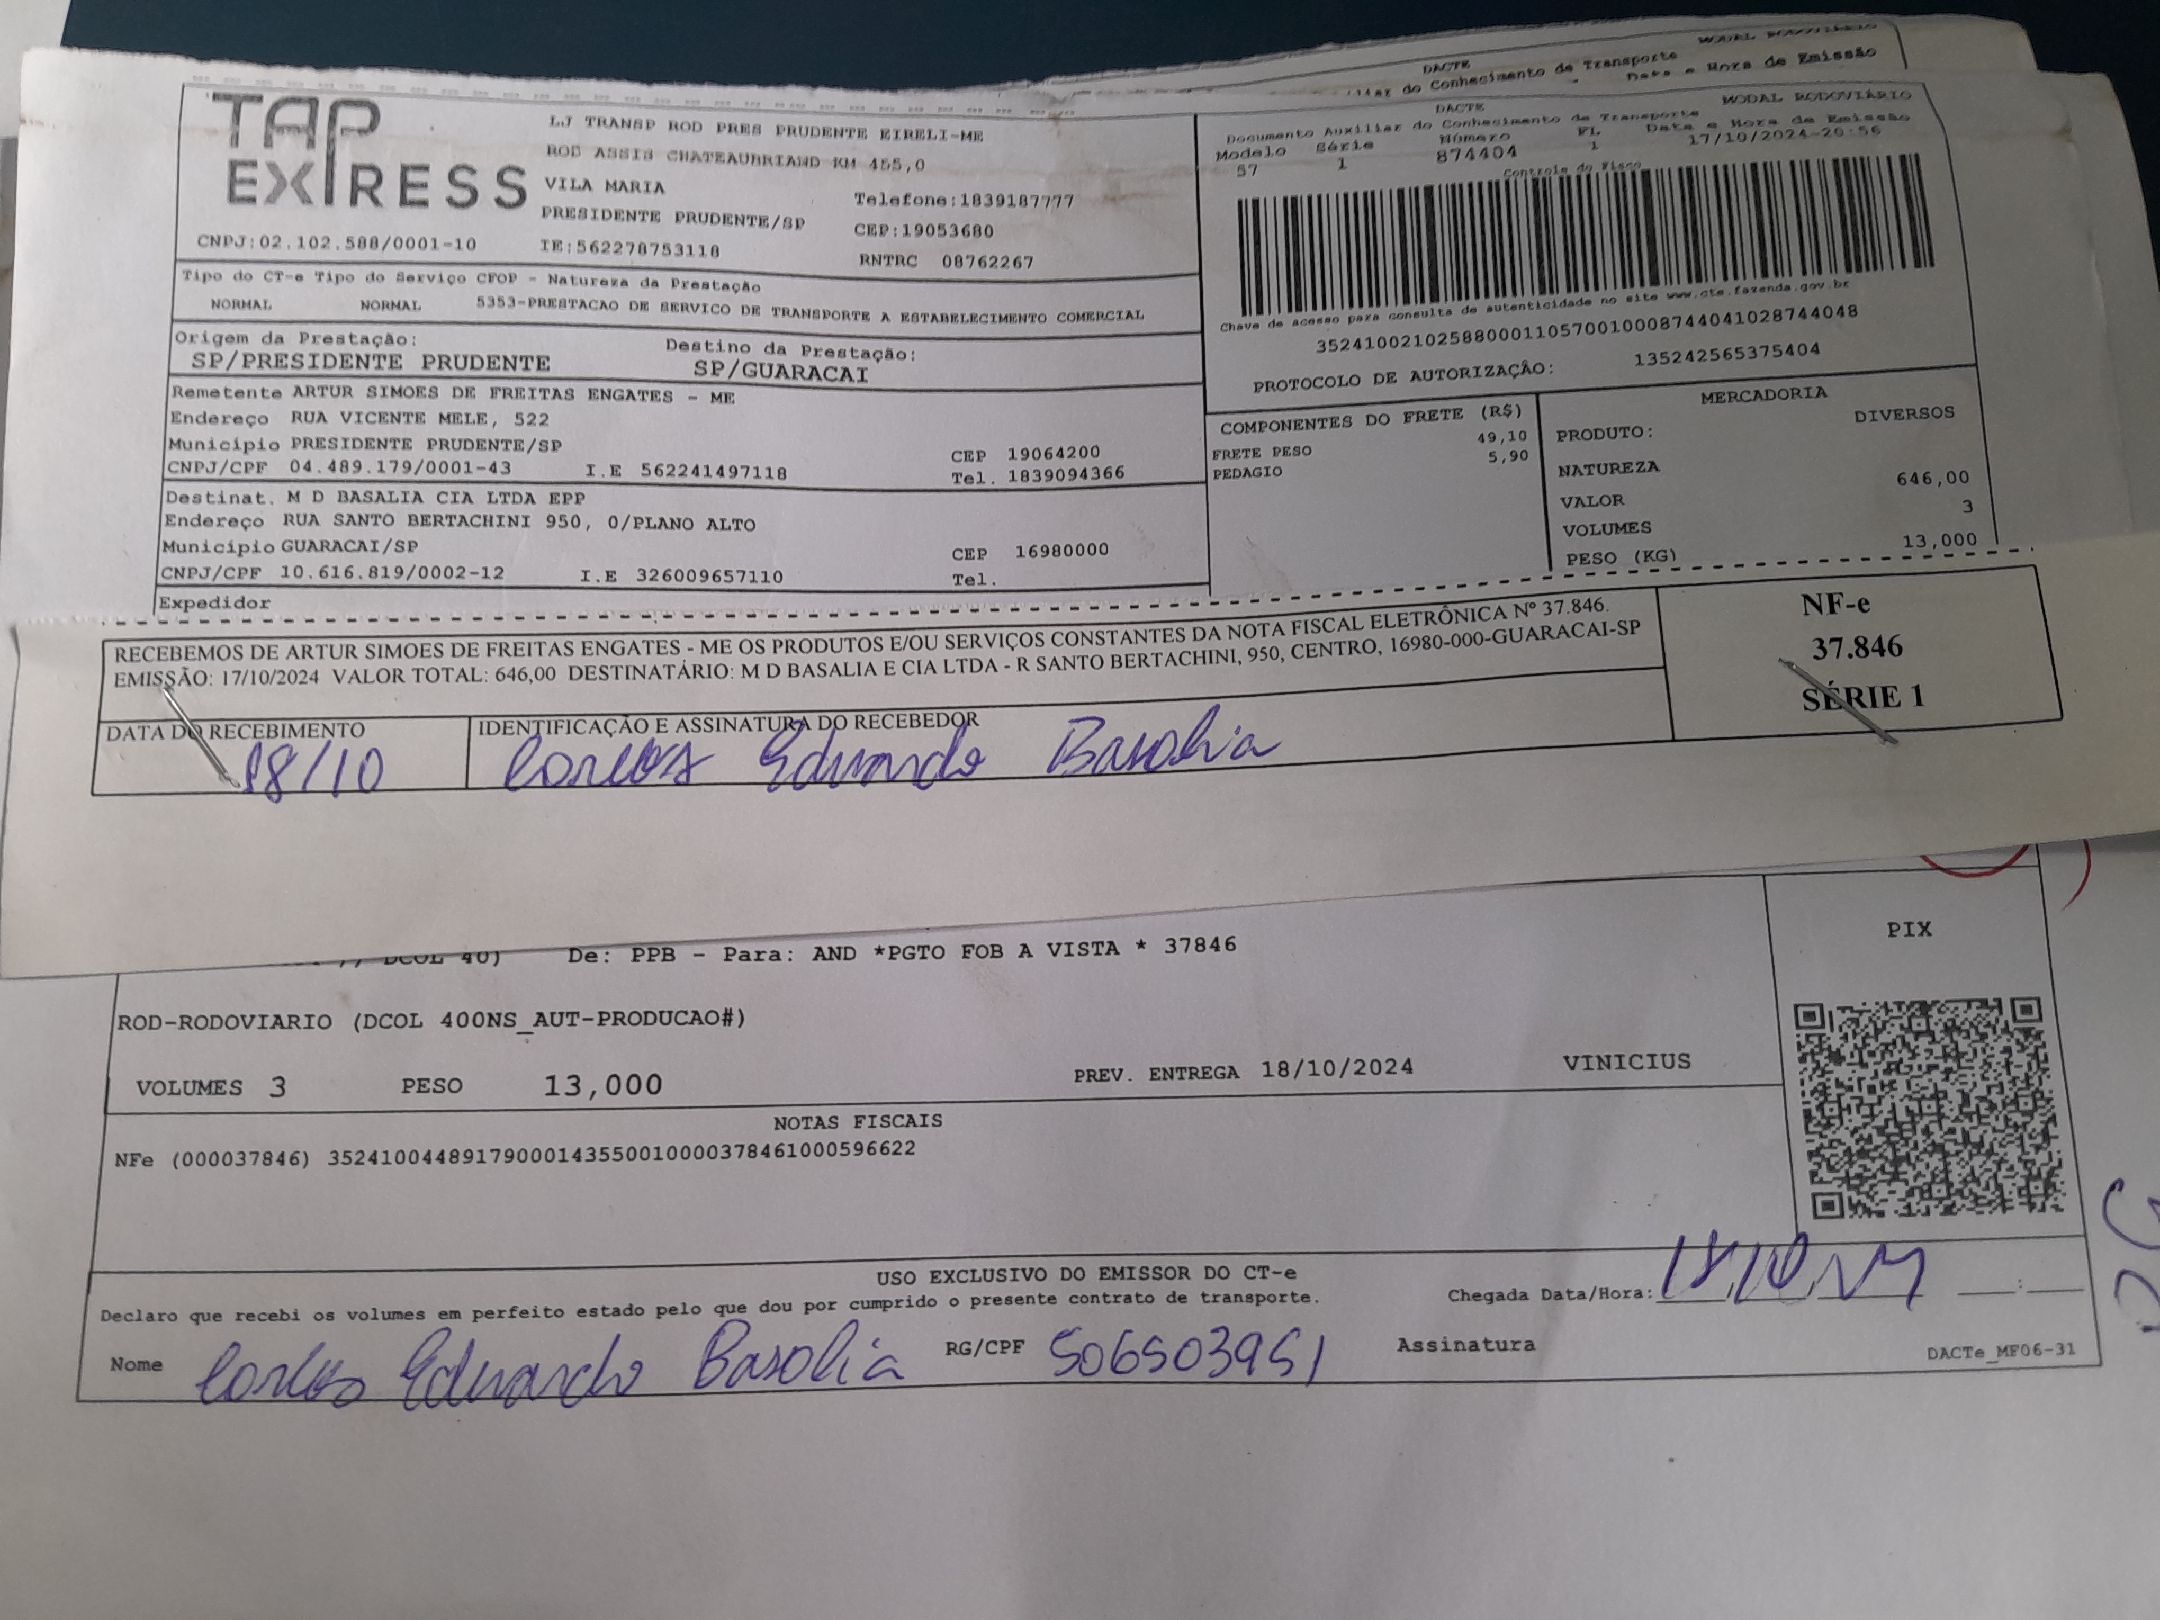 DACTE
MODAL RODOVIÁRIO
do Conhecimento de Transporte
Data e Hora de Emissão
TAP EXPRESS
LJ TRANSP ROD PRES PRUDENTE EIRELI-ME
ROD ASSIS CHATEAUBRIAND KM 455,0
VILA MARIA
Telefone:1839187777
PRESIDENTE PRUDENTE/SP
CEP:19053680
CNPJ:02.102.588/0001-10
IE:562278753118
RNTRC 08762267
DACTE
MODAL RODOVIÁRIO
Documento Auxiliar do Conhecimento de Transporte
Modelo Série Número FL Data e Hora de Emissão
57 1 874404 1 17/10/2024-20:56
Controle do Fisco
Chave de acesso para consulta de autenticidade no site www.cte.fazenda.gov.br
35241002102588000110570010008744041028744048
PROTOCOLO DE AUTORIZAÇÃO: 135242565375404
Tipo do CT-e Tipo do Serviço CFOP - Natureza da Prestação
NORMAL NORMAL 5353-PRESTACAO DE SERVICO DE TRANSPORTE A ESTABELECIMENTO COMERCIAL
Origem da Prestação: Destino da Prestação:
SP/PRESIDENTE PRUDENTE SP/GUARACAI
Remetente ARTUR SIMOES DE FREITAS ENGATES - ME
Endereço RUA VICENTE MELE, 522
Município PRESIDENTE PRUDENTE/SP CEP 19064200
CNPJ/CPF 04.489.179/0001-43 I.E 562241497118 Tel. 1839094366
Destinat. M D BASALIA CIA LTDA EPP
Endereço RUA SANTO BERTACHINI 950, 0/PLANO ALTO
Município GUARACAI/SP CEP 16980000
CNPJ/CPF 10.616.819/0002-12 I.E 326009657110 Tel.
Expedidor
COMPONENTES DO FRETE (R$)
FRETE PESO 49,10
PEDAGIO 5,90
MERCADORIA
PRODUTO: DIVERSOS
NATUREZA
VALOR 646,00
VOLUMES 3
PESO (KG) 13,000
RECEBEMOS DE ARTUR SIMOES DE FREITAS ENGATES - ME OS PRODUTOS E/OU SERVIÇOS CONSTANTES DA NOTA FISCAL ELETRÔNICA Nº 37.846.
EMISSÃO: 17/10/2024 VALOR TOTAL: 646,00 DESTINATÁRIO: M D BASALIA E CIA LTDA - R SANTO BERTACHINI, 950, CENTRO, 16980-000-GUARACAI-SP
NF-e
37.846
SÉRIE 1
DATA DO RECEBIMENTO IDENTIFICAÇÃO E ASSINATURA DO RECEBEDOR
18/10 Carlos Eduardo Basalia
DCOL 40) De: PPB - Para: AND *PGTO FOB A VISTA * 37846
PIX
ROD-RODOVIARIO (DCOL 400NS_AUT-PRODUCAO#)
VOLUMES 3 PESO 13,000 PREV. ENTREGA 18/10/2024 VINICIUS
NOTAS FISCAIS
NFe (000037846) 35241004489179000143550010000378461000596622
USO EXCLUSIVO DO EMISSOR DO CT-e
Declaro que recebi os volumes em perfeito estado pelo que dou por cumprido o presente contrato de transporte.
Chegada Data/Hora: 18/10
Nome Carlos Eduardo Basalia RG/CPF 506503951 Assinatura
DACTe_MF06-31